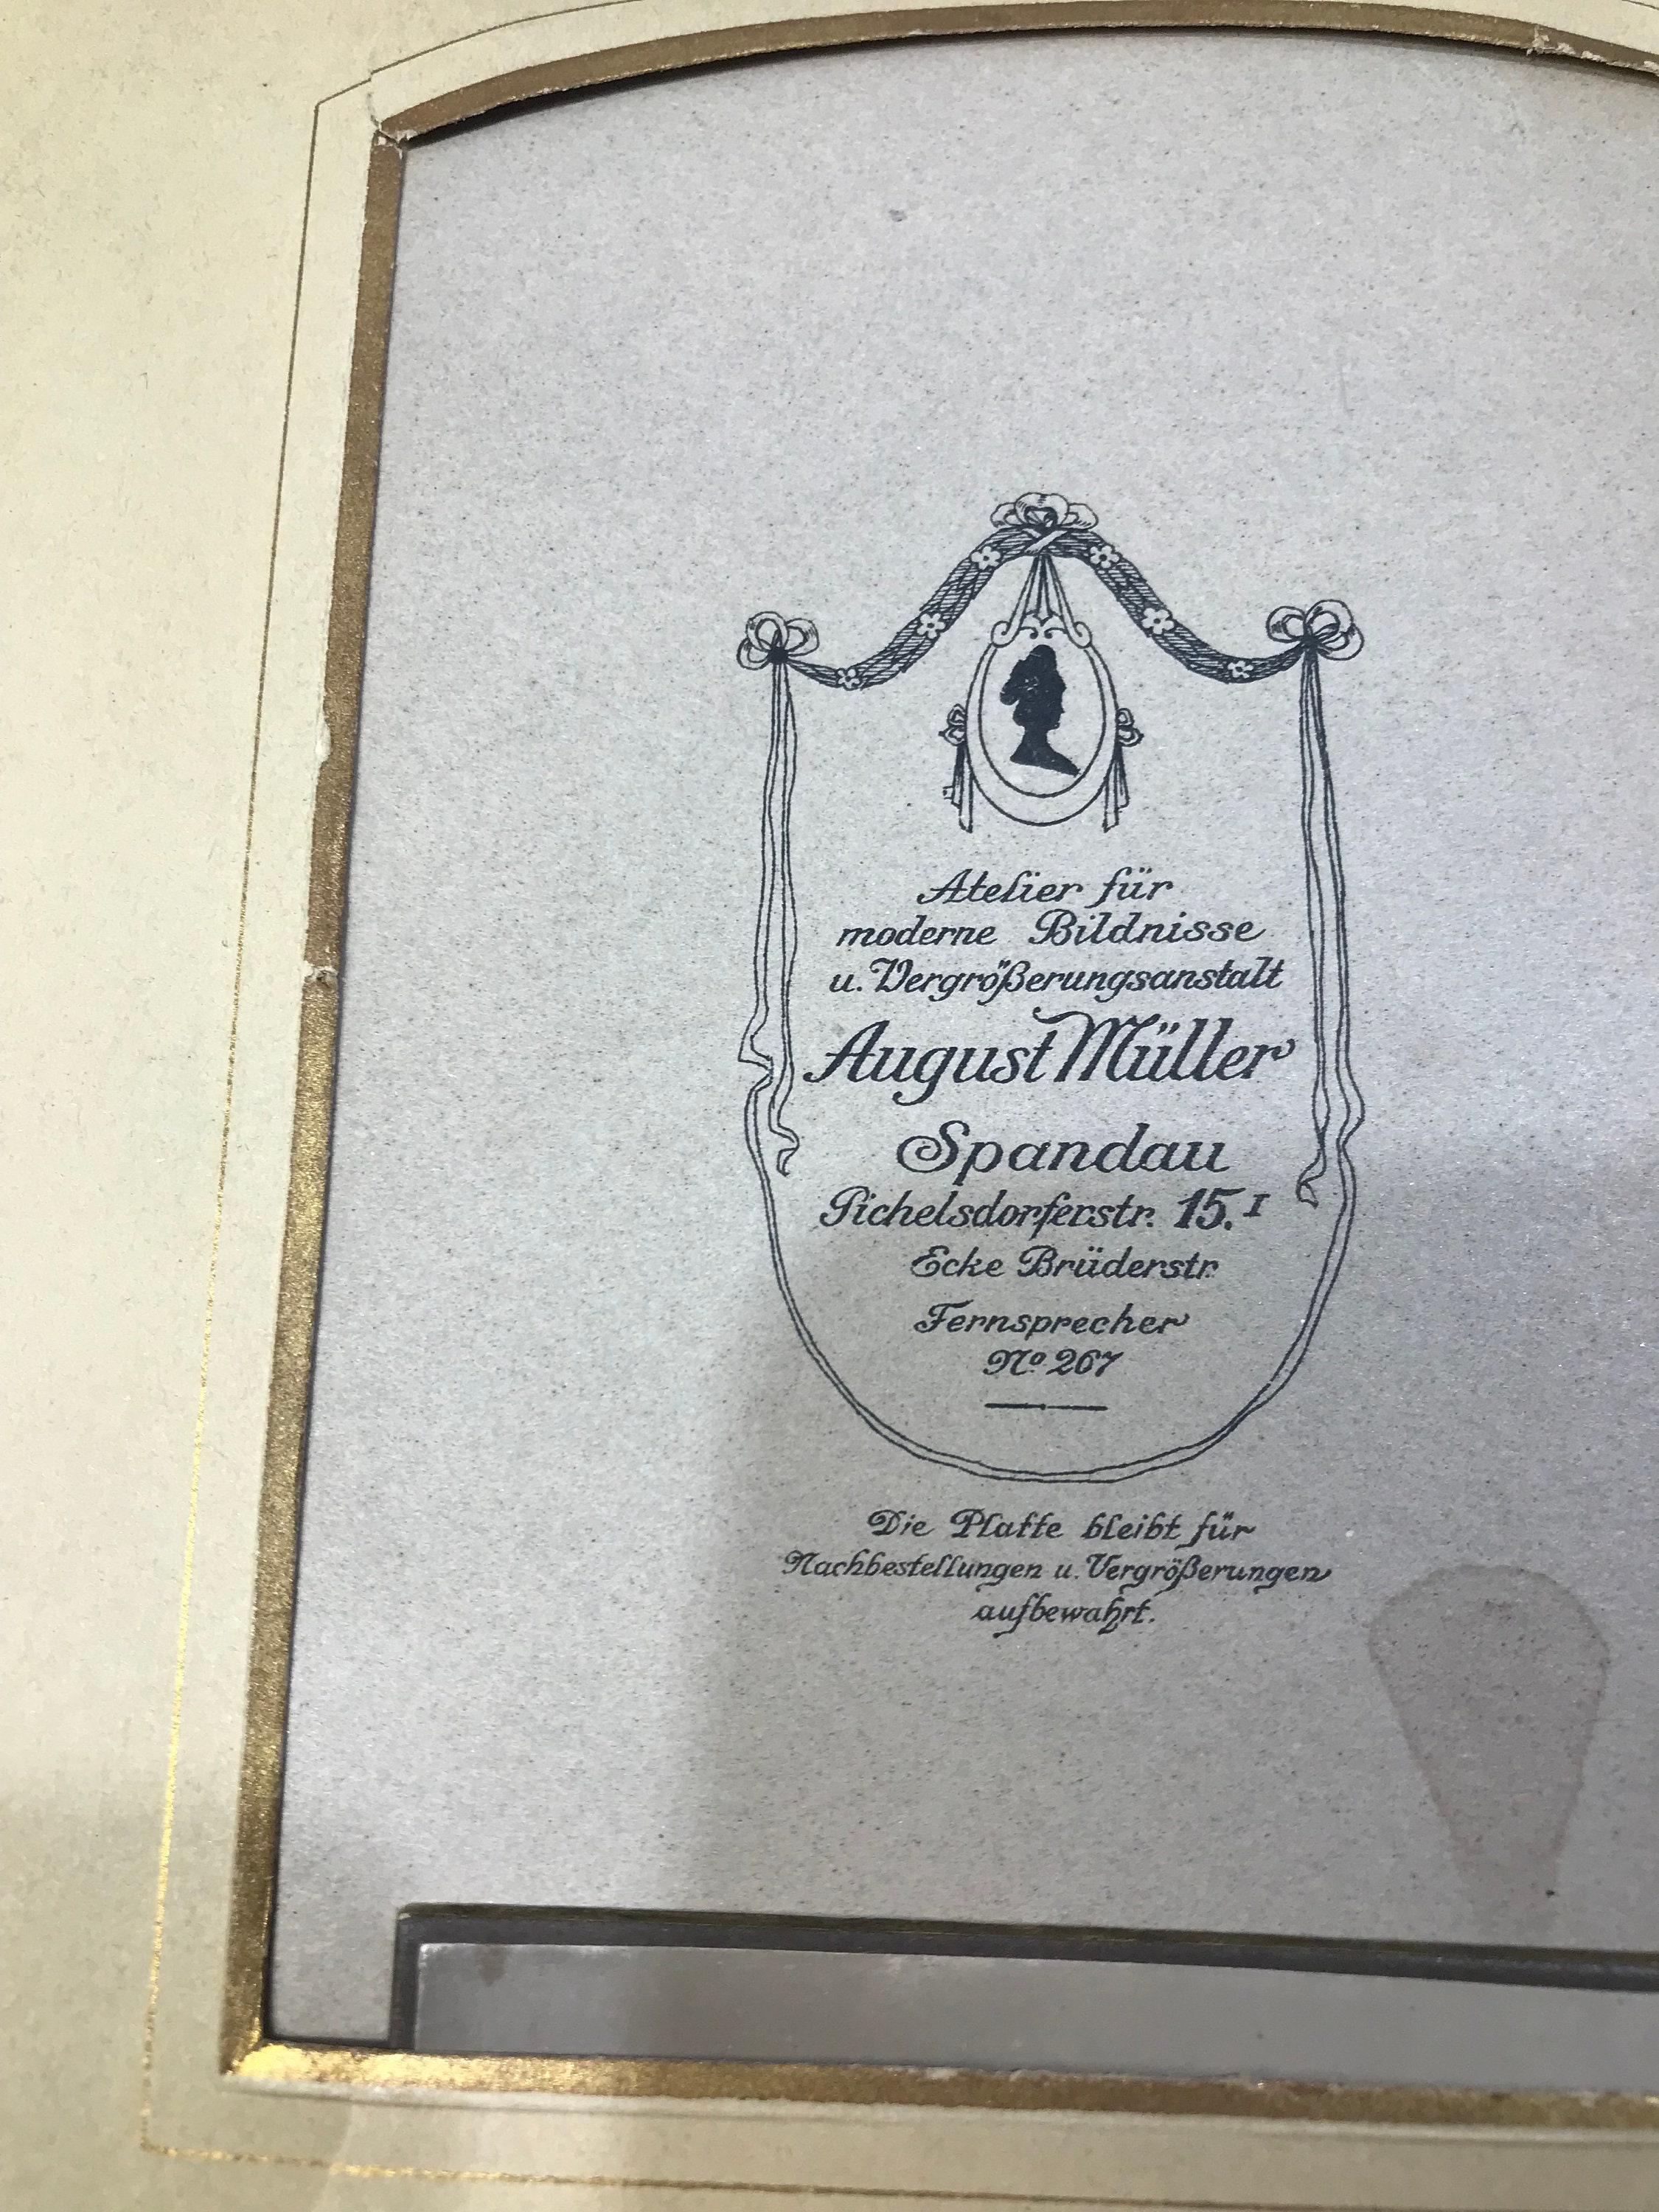 Atelier für
moderne Bildnisse
u. Vergrößerungsanstalt
August Müller
Spandau
Pichelsdorferstr. 15.I
Ecke Brüderstr.
Fernsprecher
No. 267
Die Platte bleibt für
Nachbestellungen u. Vergrößerungen
aufbewahrt.